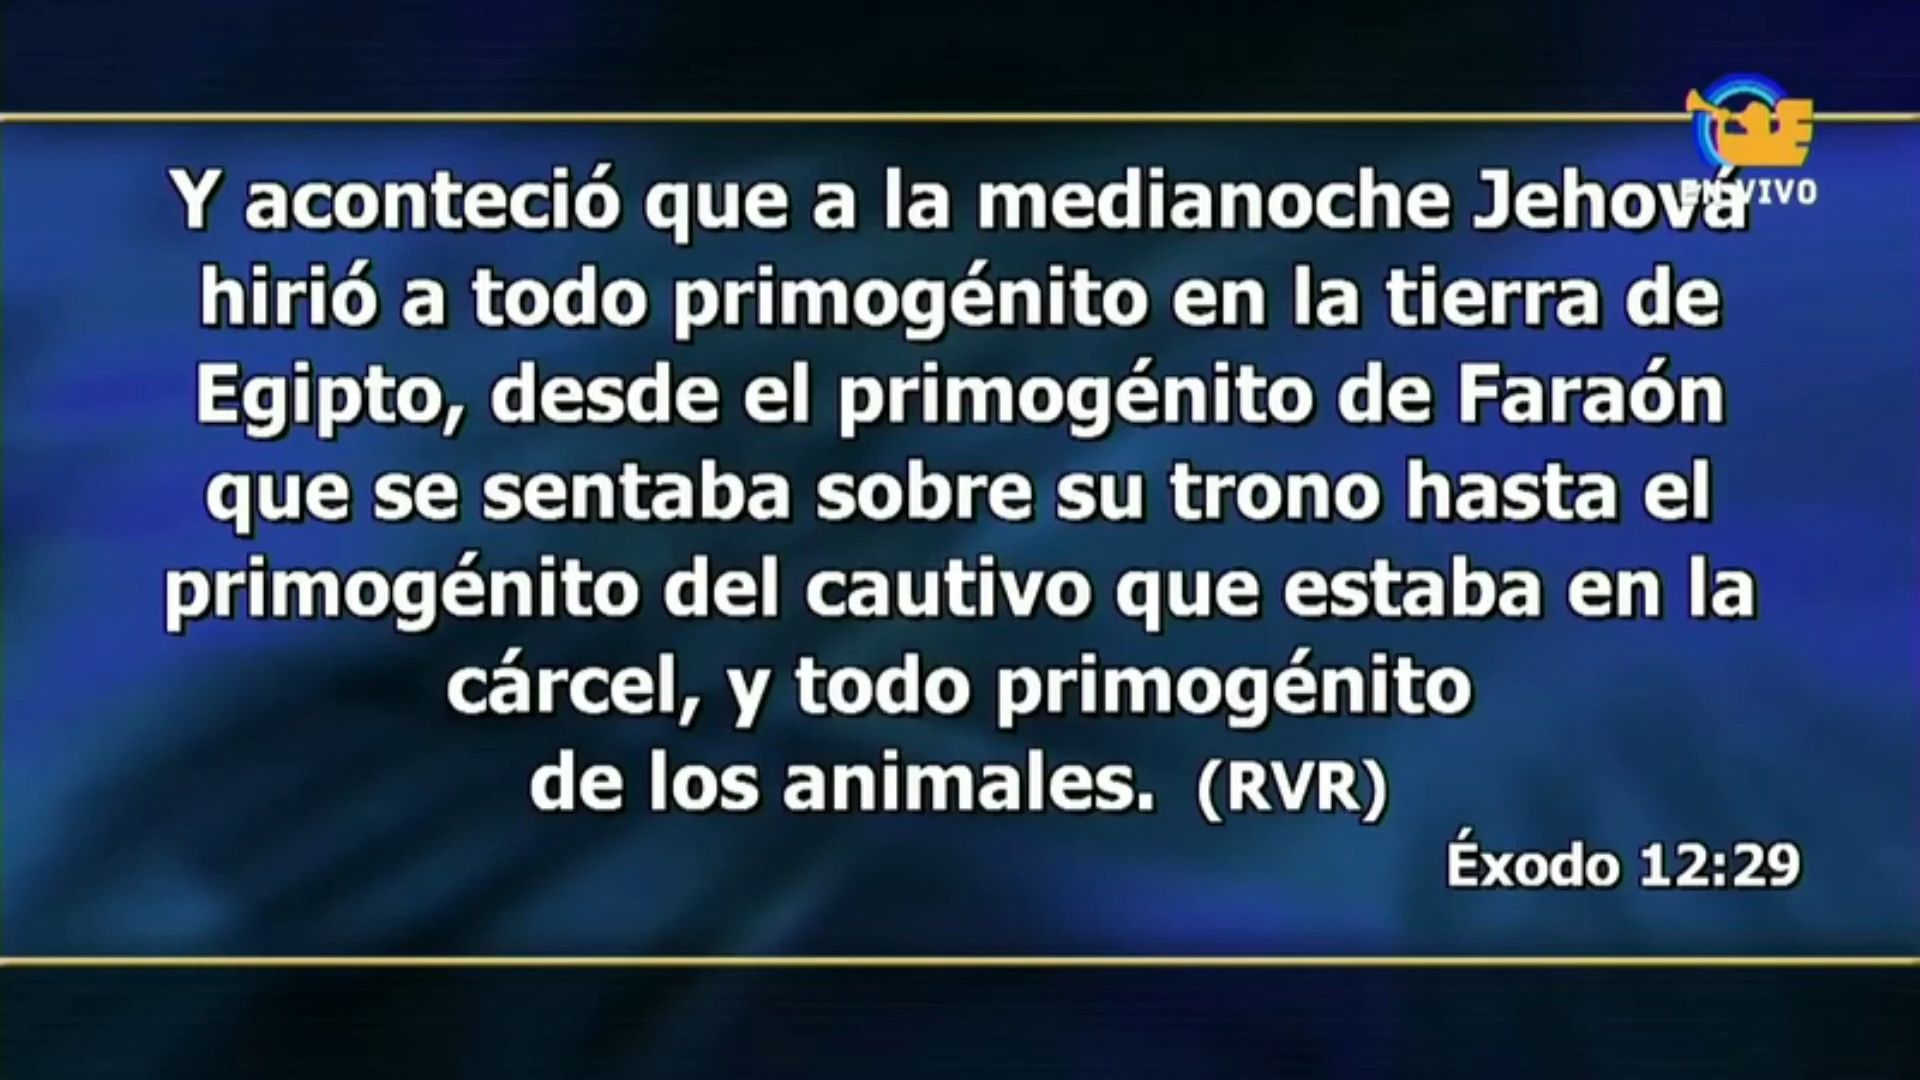 Y aconteció que a la medianoche Jehová
hirió a todo primogénito en la tierra de
Egipto, desde el primogénito de Faraón
que se sentaba sobre su trono hasta el
primogénito del cautivo que estaba en la
cárcel, y todo primogénito
de los animales. (RVR)
Éxodo 12:29
E
EN VIVO